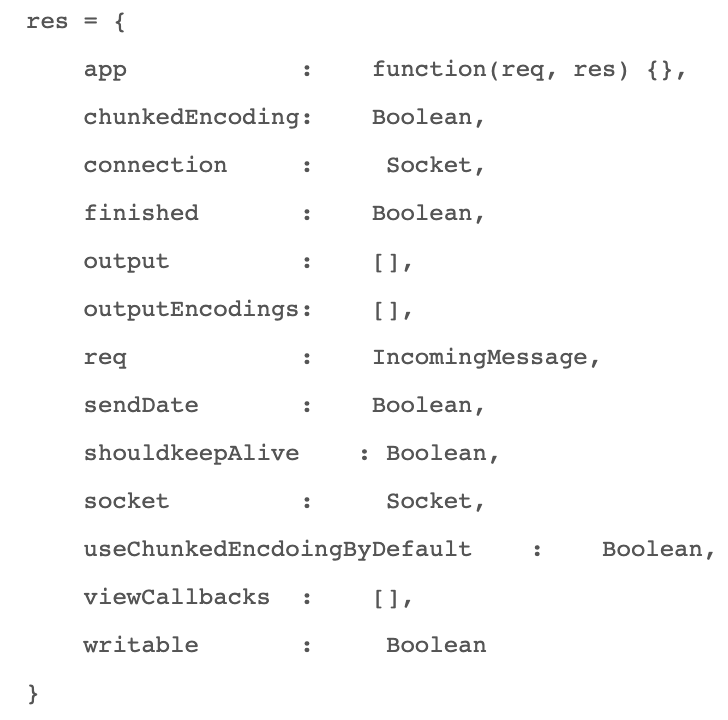 res = {
app : function(req, res) {},
chunkedEncoding: Boolean,
connection : Socket,
finished : Boolean,
output : [],
outputEncodings: [],
req : IncomingMessage,
sendDate : Boolean,
shouldkeepAlive : Boolean,
socket : Socket,
useChunkedEncdoingByDefault : Boolean,
viewCallbacks : [],
writable : Boolean
}